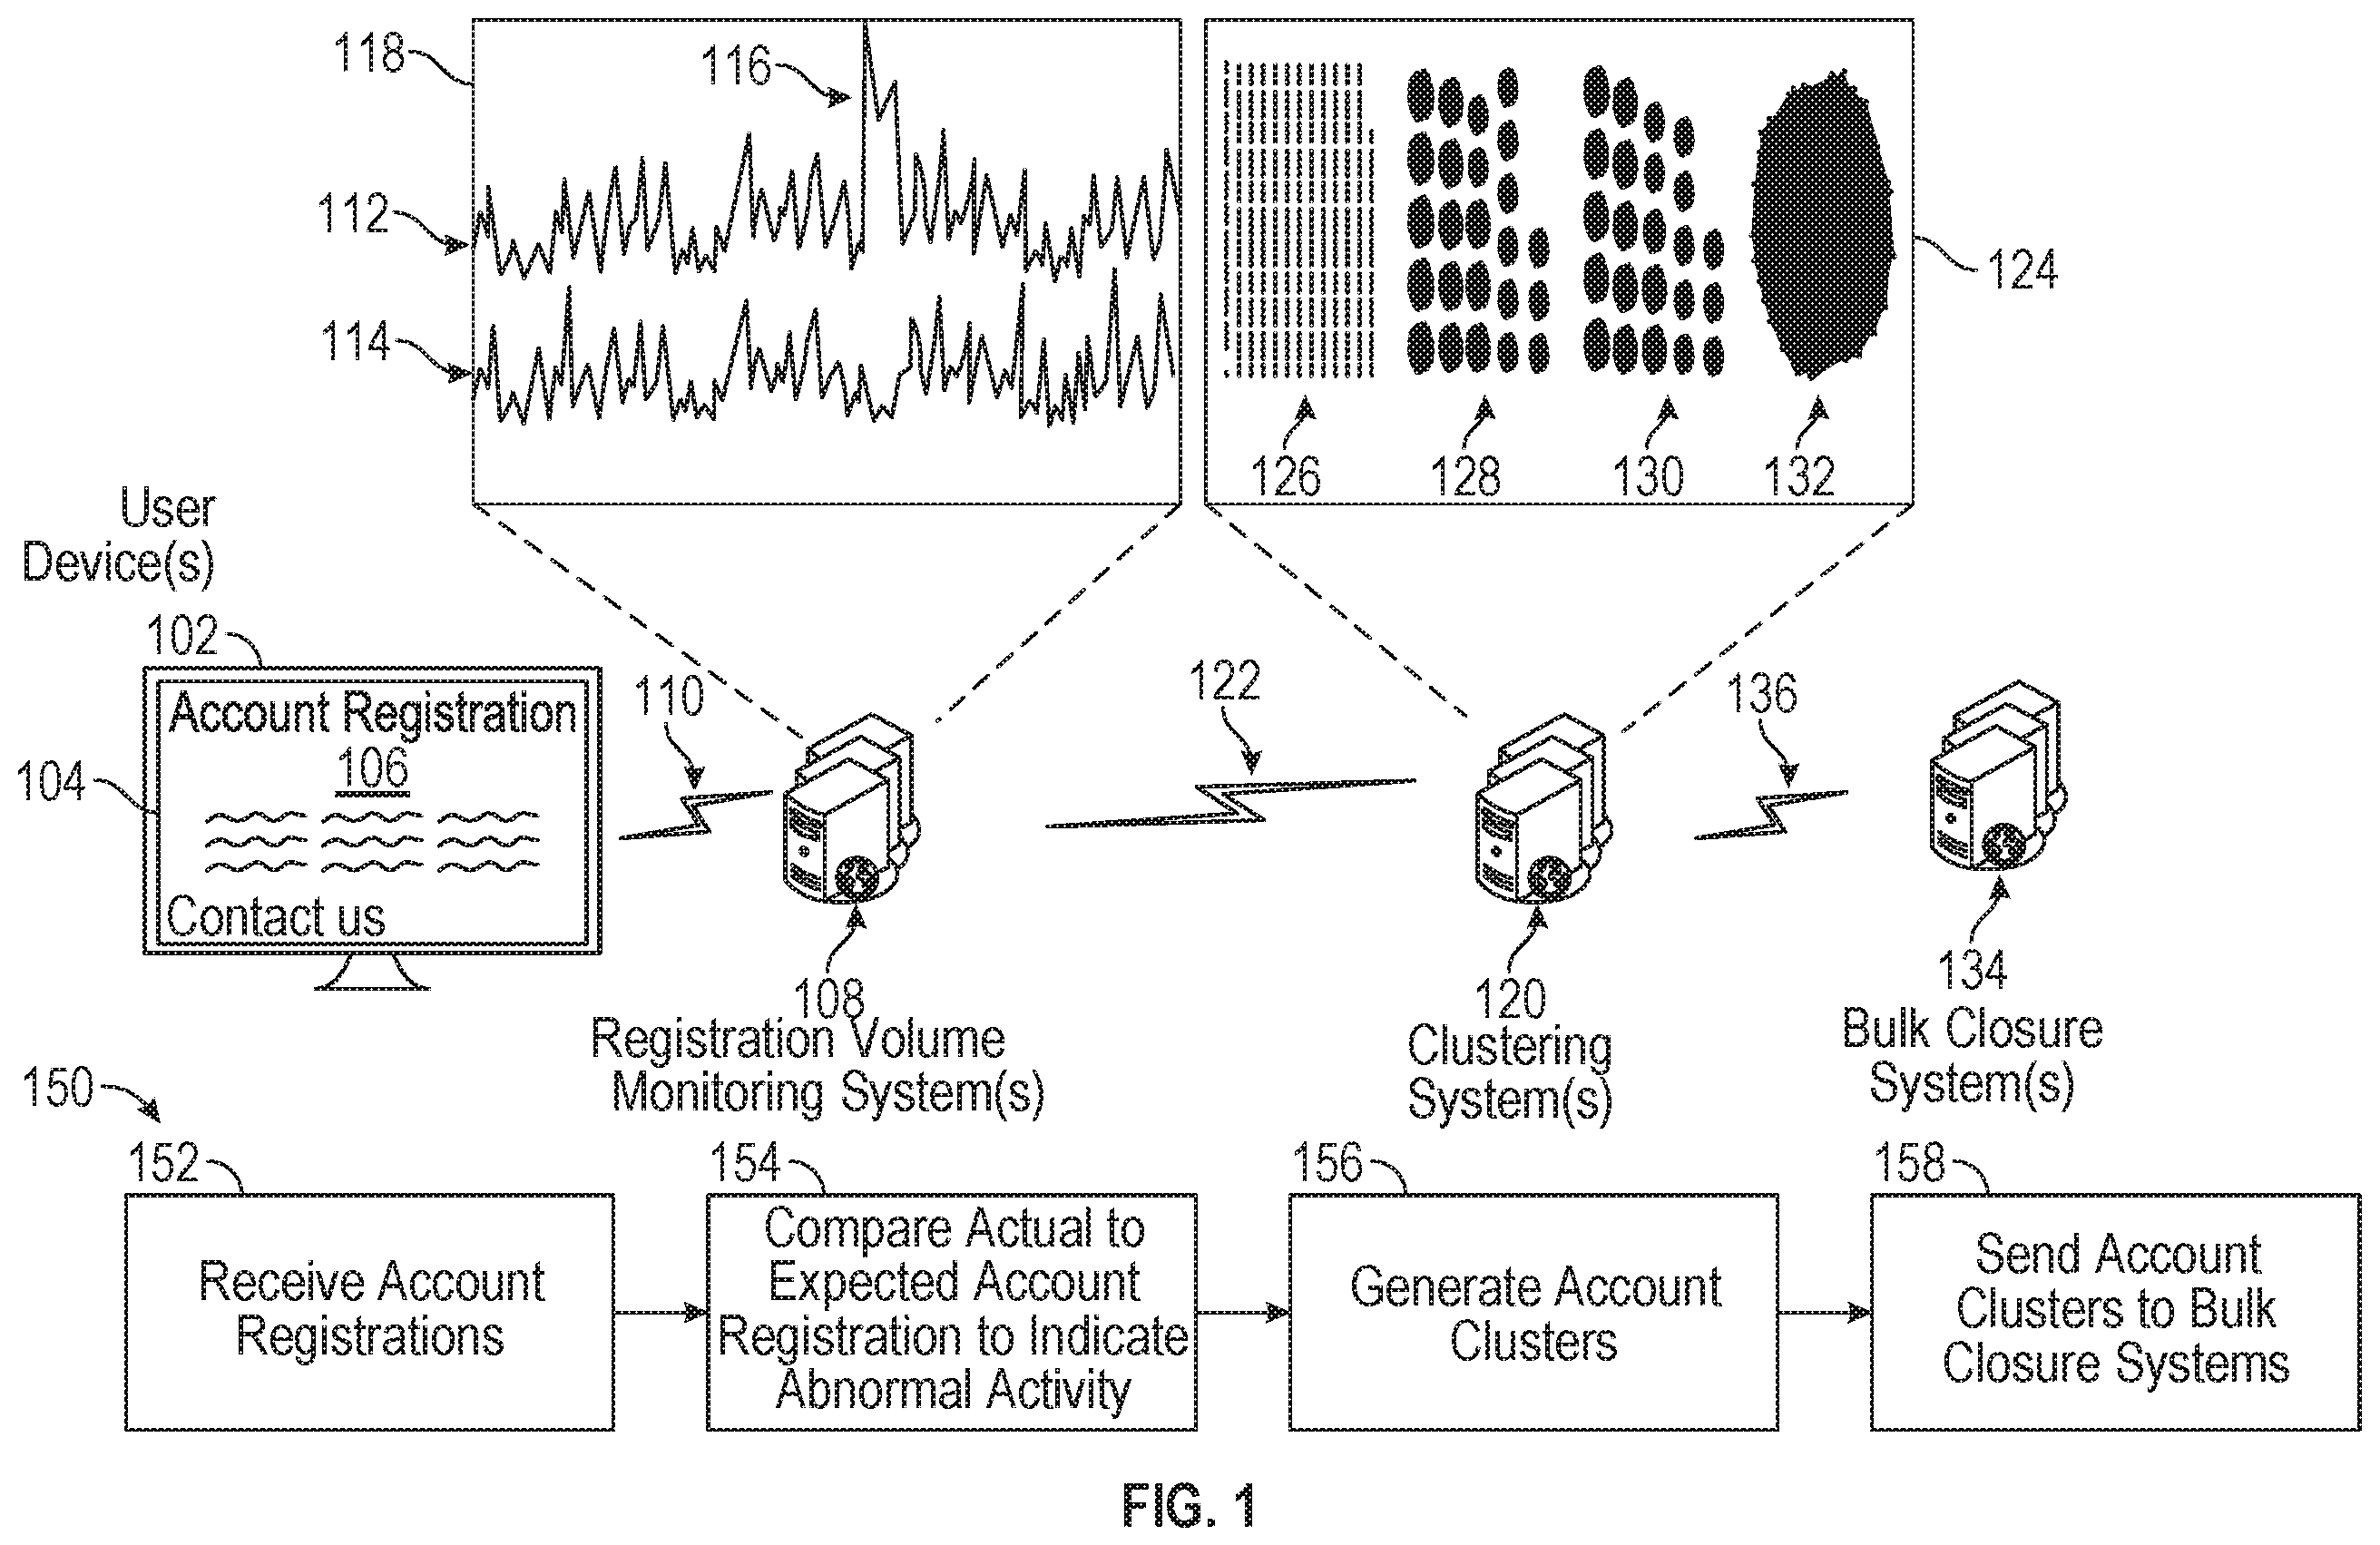 118
116
112
114
126
128
130
132
124
User
Device(s)
102
Account Registration
106
104
Contact us
110
122
136
108
Registration Volume
Monitoring System(s)
120
Clustering
System(s)
134
Bulk Closure
System(s)
150
152
Receive Account
Registrations
154
Compare Actual to
Expected Account
Registration to Indicate
Abnormal Activity
156
Generate Account
Clusters
158
Send Account
Clusters to Bulk
Closure Systems
FIG. 1